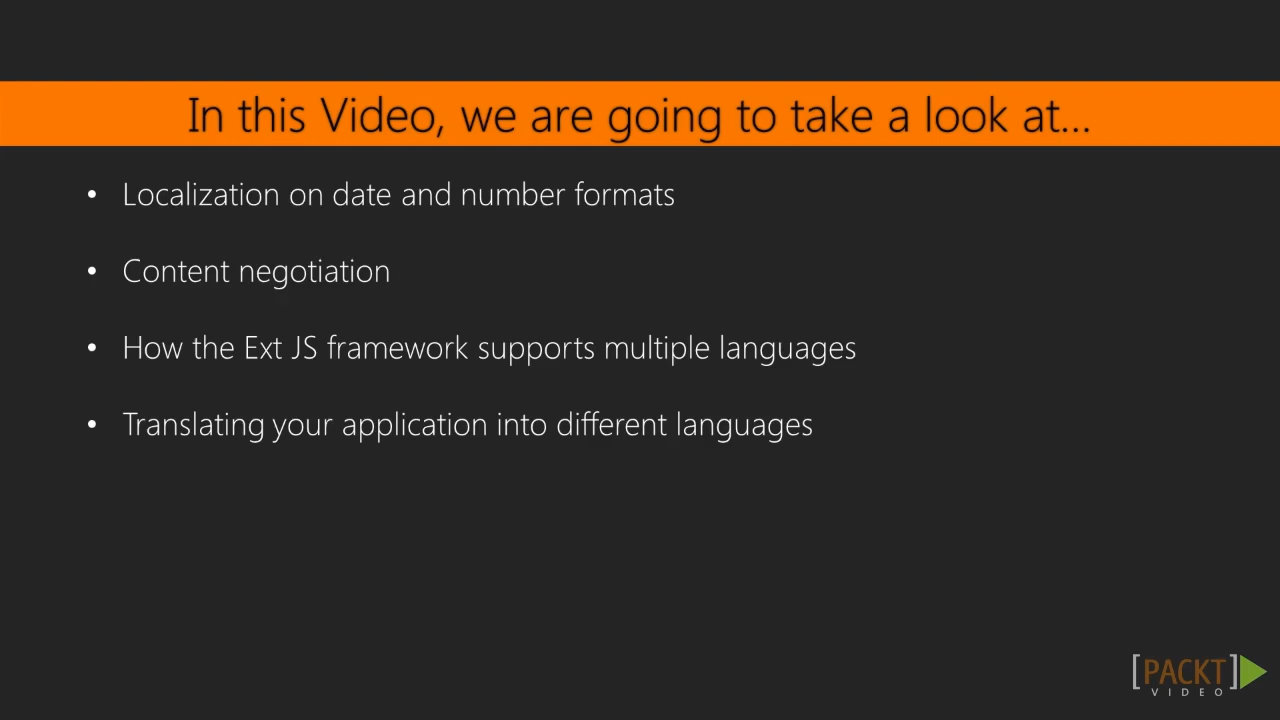 In this Video, we are going to take a look at...
• Localization on date and number formats
• Content negotiation
• How the Ext JS framework supports multiple languages
• Translating your application into different languages
[PACKT]
VIDEO